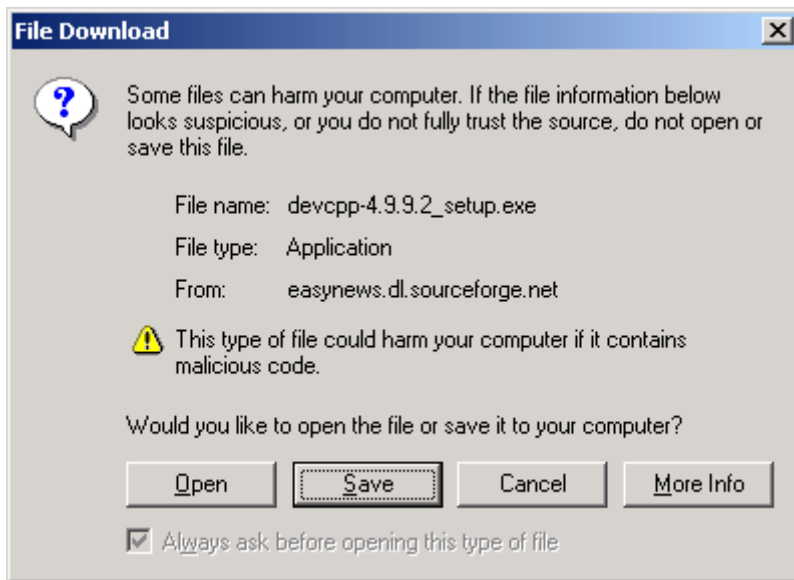 File Download
Some files can harm your computer. If the file information below
looks suspicious, or you do not fully trust the source, do not open or
save this file.
File name: devcpp-4.9.9.2_setup.exe
File type: Application
From: easynews.dl.sourceforge.net
This type of file could harm your computer if it contains
malicious code.
Would you like to open the file or save it to your computer?
Open Save Cancel More Info
Always ask before opening this type of file